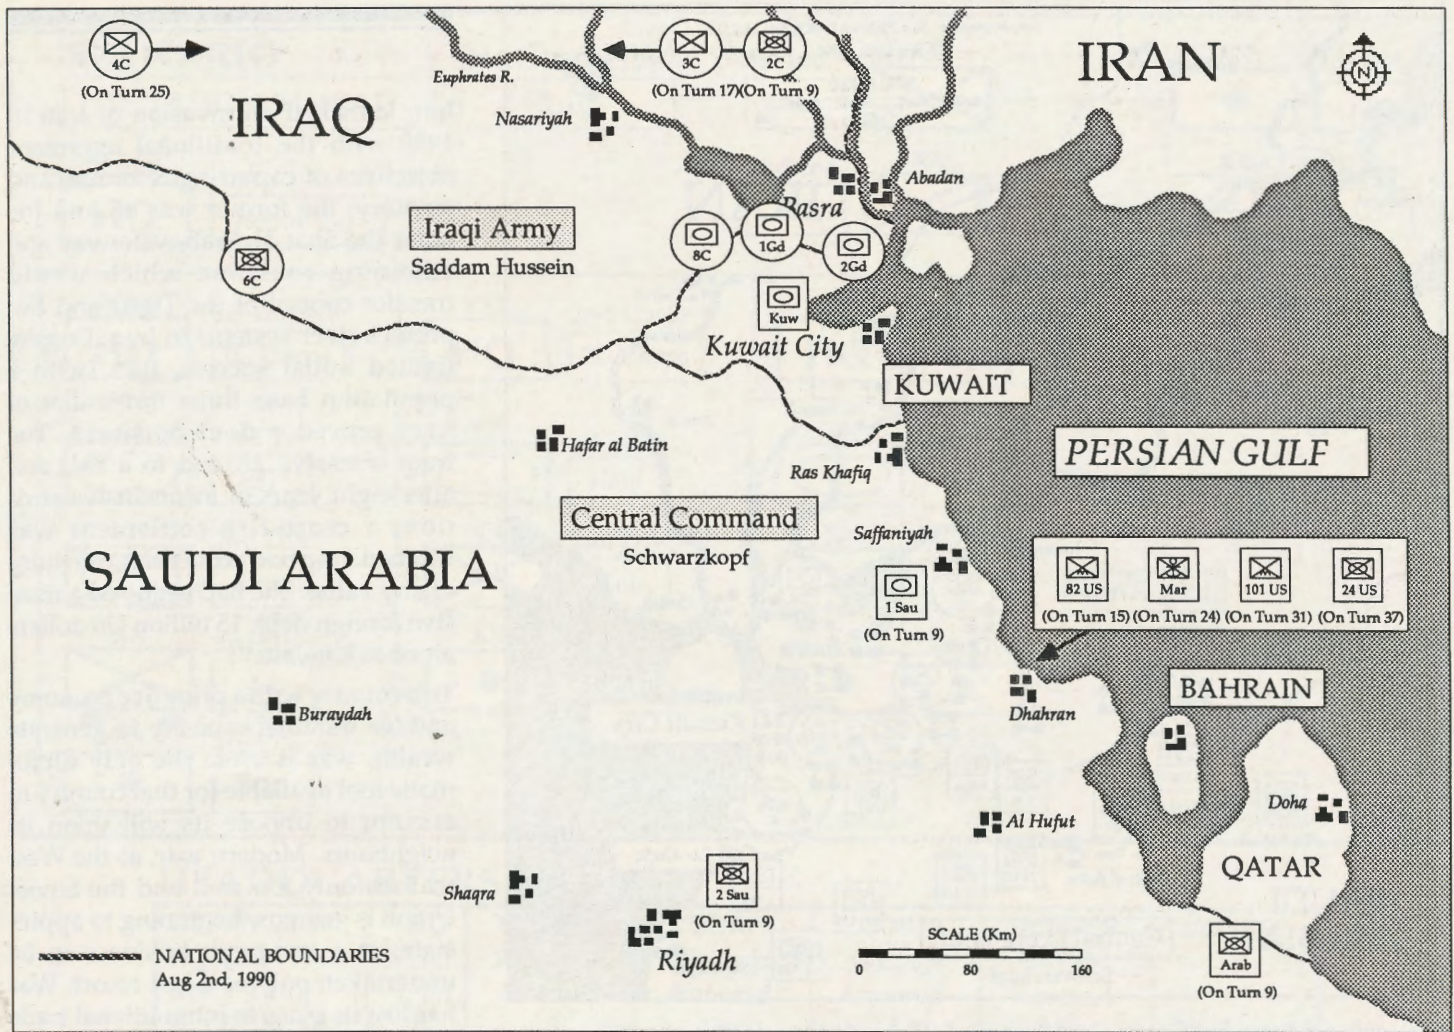 4C
(On Turn 25)
IRAQ
Euphrates R.
3C
2C
(On Turn 17)(On Turn 9)
IRAN
N
Nasariyah
Abadan
Basra
Iraqi Army
Saddam Hussein
6C
8C
1Gd
2Gd
Kuw
Kuwait City
KUWAIT
Hafar al Batin
Ras Khafiq
PERSIAN GULF
Central Command
Schwarzkopf
Saffaniyah
SAUDI ARABIA
1 Sau
(On Turn 9)
82 US
Mar
101 US
24 US
(On Turn 15) (On Turn 24) (On Turn 31) (On Turn 37)
Buraydah
Dhahran
BAHRAIN
Al Hufut
Doha
QATAR
Shaqra
2 Sau
(On Turn 9)
Riyadh
SCALE (Km)
0 80 160
Arab
(On Turn 9)
NATIONAL BOUNDARIES
Aug 2nd, 1990